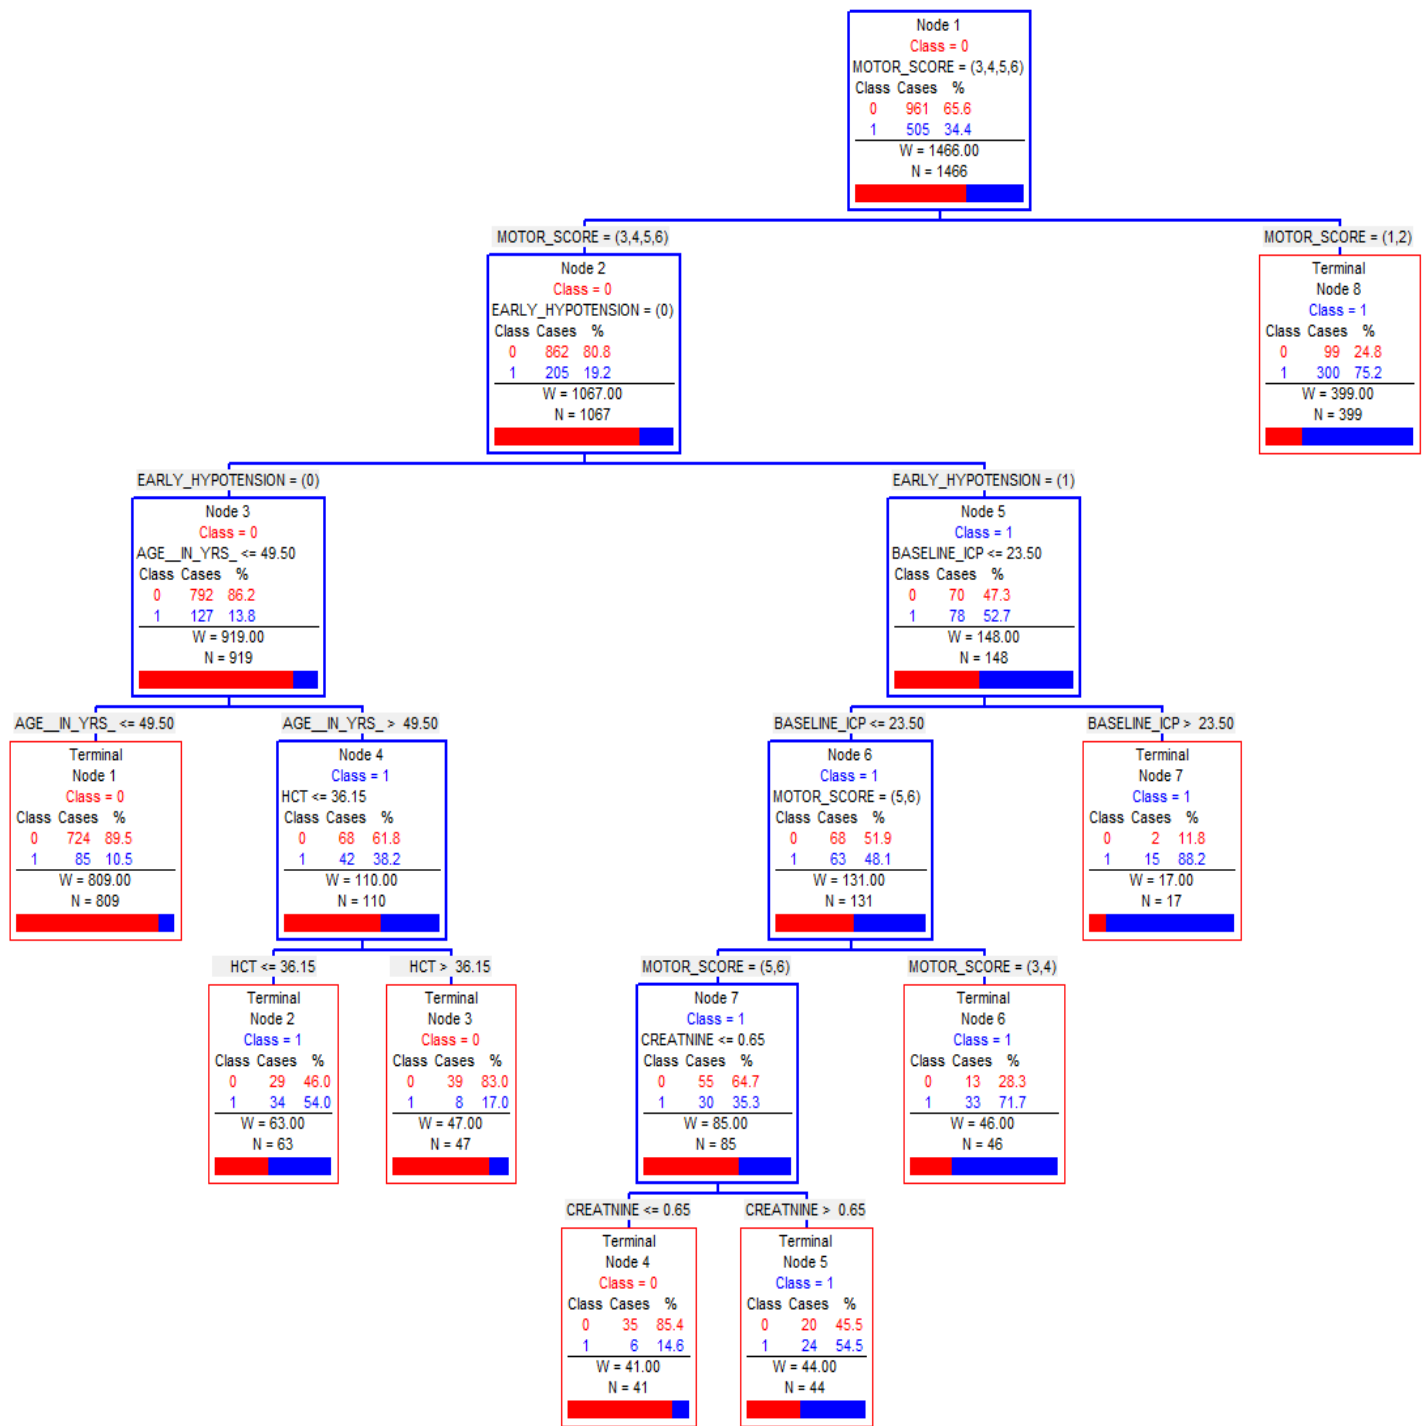 Node 1
Class = 0
MOTOR_SCORE = (3,4,5,6)
Class Cases %
0 961 65.6
1 505 34.4
W = 1466.00
N = 1466
MOTOR_SCORE = (3,4,5,6)
MOTOR_SCORE = (1,2)
Node 2
Class = 0
EARLY_HYPOTENSION = (0)
Class Cases %
0 862 80.8
1 205 19.2
W = 1067.00
N = 1067
Terminal
Node 8
Class = 1
Class Cases %
0 99 24.8
1 300 75.2
W = 399.00
N = 399
EARLY_HYPOTENSION = (0)
EARLY_HYPOTENSION = (1)
Node 3
Class = 0
AGE__IN_YRS_ <= 49.50
Class Cases %
0 792 86.2
1 127 13.8
W = 919.00
N = 919
Node 5
Class = 1
BASELINE_ICP <= 23.50
Class Cases %
0 70 47.3
1 78 52.7
W = 148.00
N = 148
AGE__IN_YRS_ <= 49.50
AGE__IN_YRS_ > 49.50
BASELINE_ICP <= 23.50
BASELINE_ICP > 23.50
Terminal
Node 1
Class = 0
Class Cases %
0 724 89.5
1 85 10.5
W = 809.00
N = 809
Node 4
Class = 1
HCT <= 36.15
Class Cases %
0 68 61.8
1 42 38.2
W = 110.00
N = 110
Node 6
Class = 1
MOTOR_SCORE = (5,6)
Class Cases %
0 68 51.9
1 63 48.1
W = 131.00
N = 131
Terminal
Node 7
Class = 1
Class Cases %
0 2 11.8
1 15 88.2
W = 17.00
N = 17
HCT <= 36.15
HCT > 36.15
MOTOR_SCORE = (5,6)
MOTOR_SCORE = (3,4)
Terminal
Node 2
Class = 1
Class Cases %
0 29 46.0
1 34 54.0
W = 63.00
N = 63
Terminal
Node 3
Class = 0
Class Cases %
0 39 83.0
1 8 17.0
W = 47.00
N = 47
Node 7
Class = 1
CREATNINE <= 0.65
Class Cases %
0 55 64.7
1 30 35.3
W = 85.00
N = 85
Terminal
Node 6
Class = 1
Class Cases %
0 13 28.3
1 33 71.7
W = 46.00
N = 46
CREATNINE <= 0.65
CREATNINE > 0.65
Terminal
Node 4
Class = 0
Class Cases %
0 35 85.4
1 6 14.6
W = 41.00
N = 41
Terminal
Node 5
Class = 1
Class Cases %
0 20 45.5
1 24 54.5
W = 44.00
N = 44